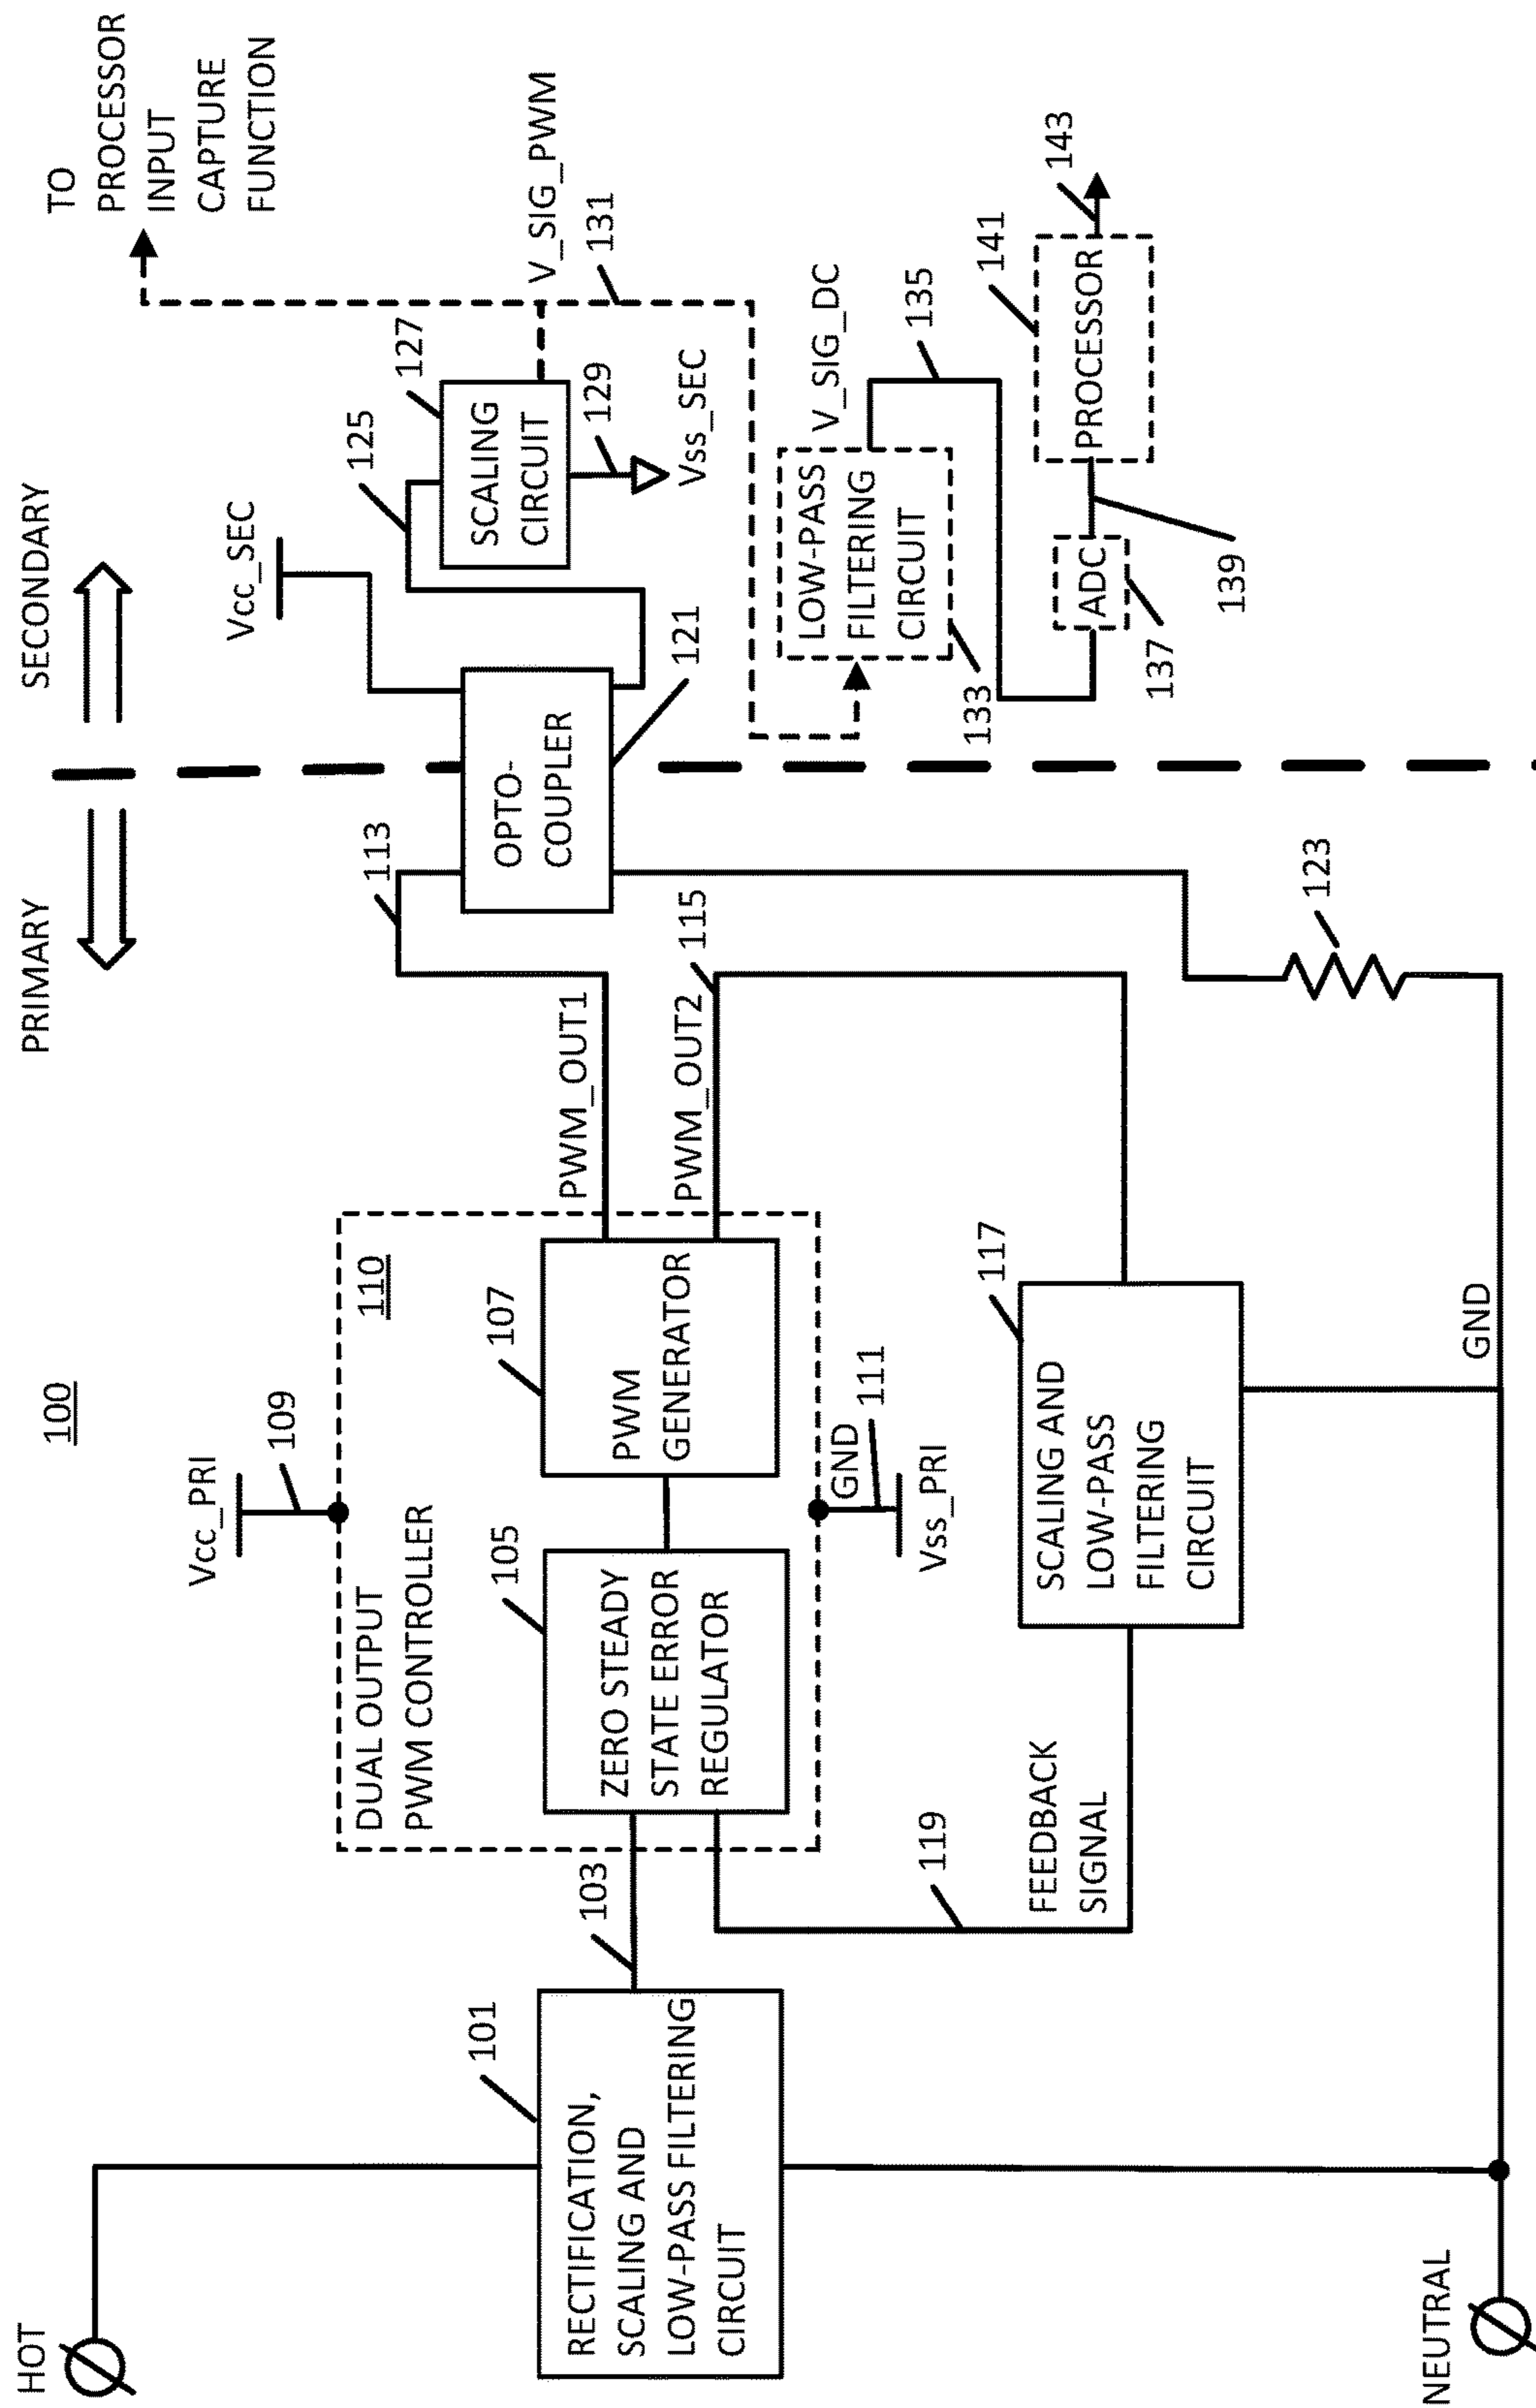 100
PRIMARY
SECONDARY
TO
PROCESSOR
INPUT
CAPTURE
FUNCTION
HOT
Vcc_PRI
109
DUAL OUTPUT
PWM CONTROLLER
110
113
Vcc_SEC
125
127
101
RECTIFICATION,
SCALING AND
LOW-PASS FILTERING
CIRCUIT
103
105
ZERO STEADY
STATE ERROR
REGULATOR
107
PWM
GENERATOR
PWM_OUT1
PWM_OUT2
115
OPTO-
COUPLER
121
SCALING
CIRCUIT
129
Vss_SEC
V_SIG_PWM
131
GND
111
Vss_PRI
LOW-PASS
FILTERING
CIRCUIT
133
V_SIG_DC
135
119
FEEDBACK
SIGNAL
117
SCALING AND
LOW-PASS
FILTERING
CIRCUIT
ADC
137
139
PROCESSOR
141
143
123
GND
NEUTRAL